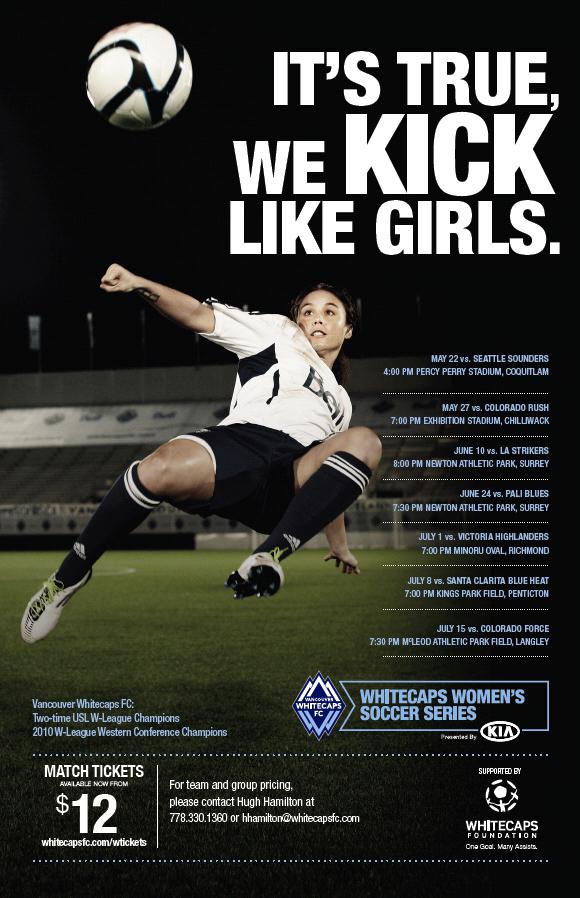 IT'S TRUE,
WE KICK
LIKE GIRLS.
Bell
MAY 22 vs. SEATTLE SOUNDERS
4:00 PM PERCY PERRY STADIUM, COQUITLAM
MAY 27 vs. COLORADO RUSH
7:00 PM EXHIBITION STADIUM, CHILLIWACK
JUNE 10 vs. LA STRIKERS
8:00 PM NEWTON ATHLETIC PARK, SURREY
JUNE 24 vs. PALI BLUES
7:30 PM NEWTON ATHLETIC PARK, SURREY
JULY 1 vs. VICTORIA HIGHLANDERS
7:00 PM MINORU OVAL, RICHMOND
JULY 8 vs. SANTA CLARITA BLUE HEAT
7:00 PM KINGS PARK FIELD, PENTICTON
JULY 15 vs. COLORADO FORCE
7:30 PM McLEOD ATHLETIC PARK FIELD, LANGLEY
VANCOUVER
WHITECAPS
FC
WHITECAPS WOMEN'S
SOCCER SERIES
Presented By KIA
Vancouver Whitecaps FC:
Two-time USL W-League Champions
2010 W-League Western Conference Champions
MATCH TICKETS
AVAILABLE NOW FROM
$12
whitecapsfc.com/wtickets
For team and group pricing,
please contact Hugh Hamilton at
778.330.1360 or hhamilton@whitecapsfc.com
SUPPORTED BY
WHITECAPS
FOUNDATION
One Goal. Many Assists.